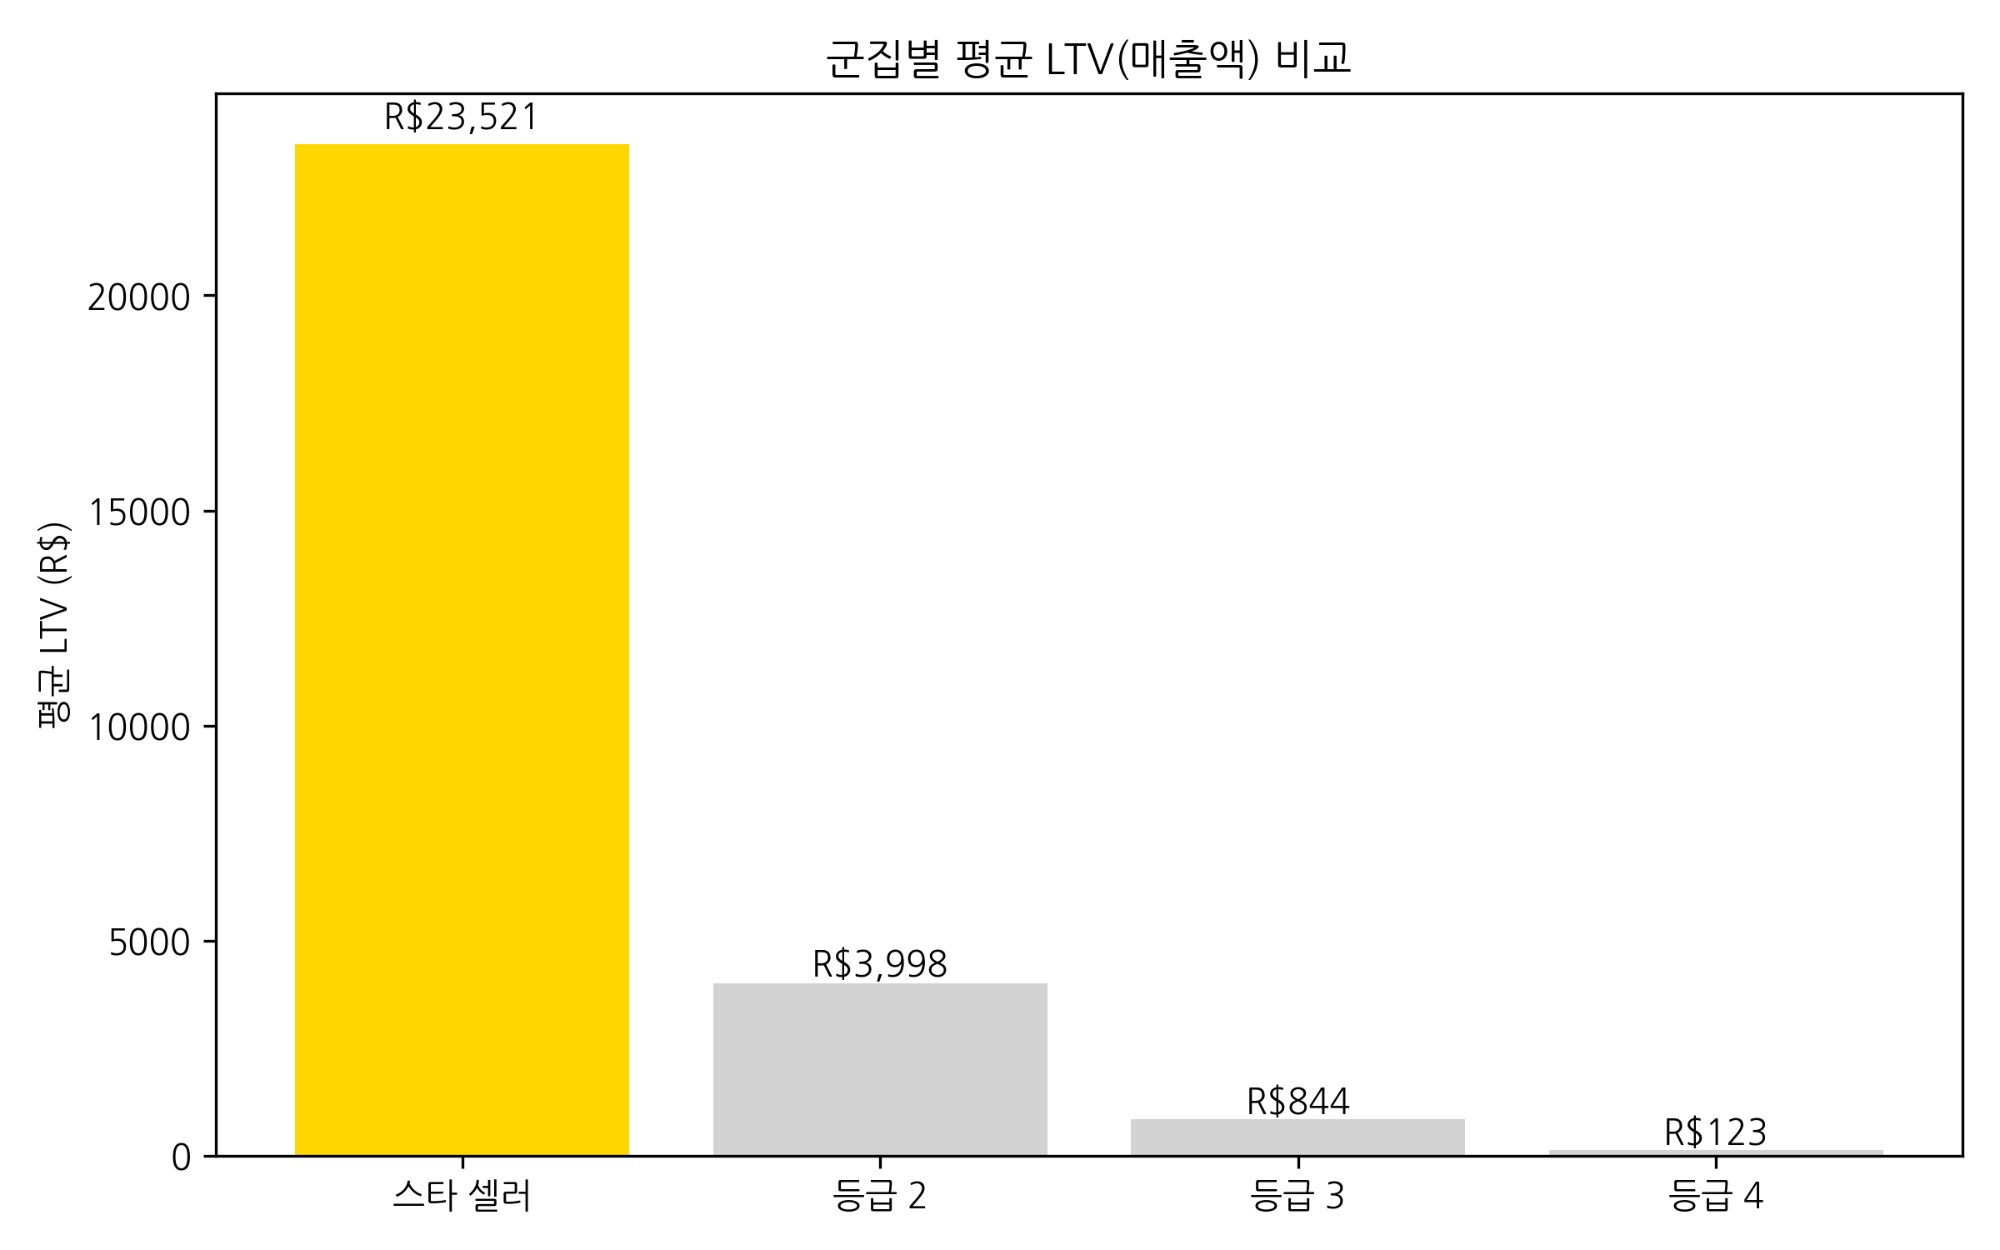 군집별 평균 LTV(매출액) 비교
평균 LTV (R$)
20000
15000
10000
5000
0
R$23,521
R$3,998
R$844
R$123
스타 셀러
등급 2
등급 3
등급 4